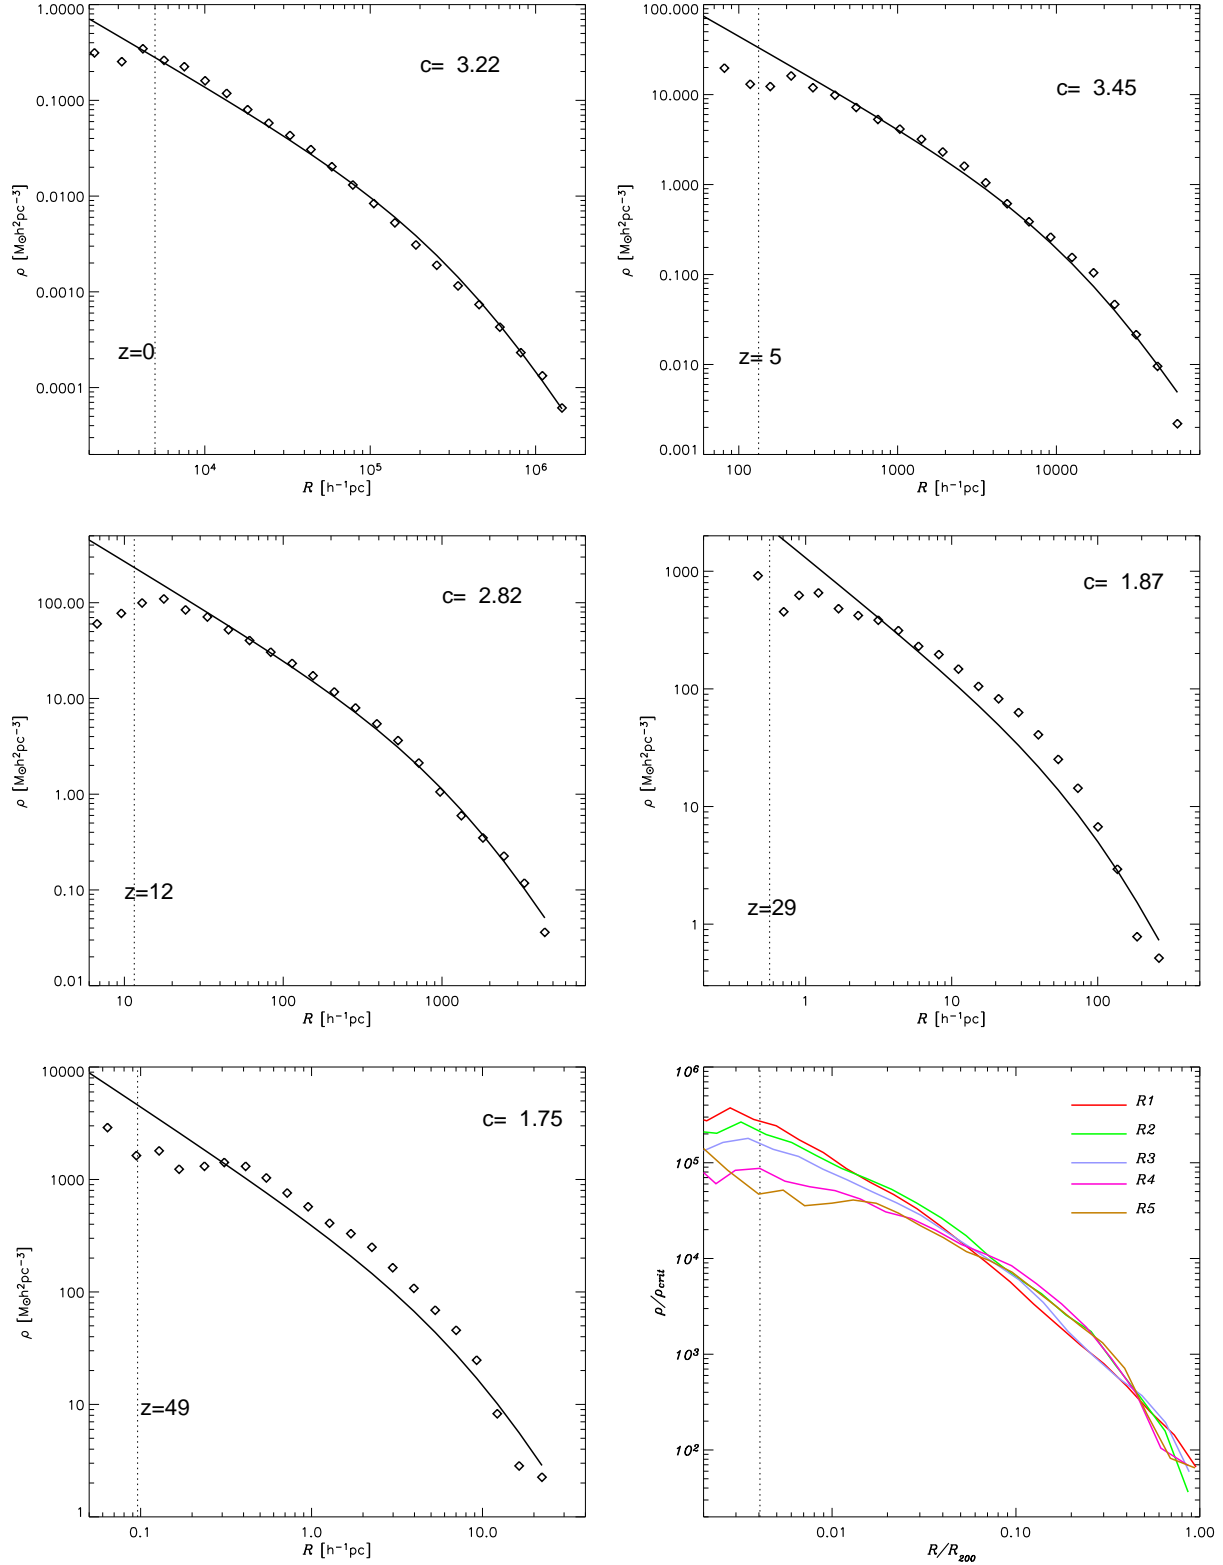 1.0000
0.1000
0.0100
0.0010
0.0001
ρ [M⊙h²pc⁻³]
c= 3.22
z=0
10⁴ 10⁵ 10⁶
R [h⁻¹pc]
100.000
10.000
1.000
0.100
0.010
0.001
ρ [M⊙h²pc⁻³]
c= 3.45
z= 5
100 1000 10000
R [h⁻¹pc]
100.00
10.00
1.00
0.10
0.01
ρ [M⊙h²pc⁻³]
c= 2.82
z=12
10 100 1000
R [h⁻¹pc]
1000
100
10
1
ρ [M⊙h²pc⁻³]
c= 1.87
z=29
1 10 100
R [h⁻¹pc]
10000
1000
100
10
1
ρ [M⊙h²pc⁻³]
c= 1.75
z=49
0.1 1.0 10.0
R [h⁻¹pc]
10⁶
10⁵
10⁴
10³
10²
ρ/ρcrit
R1
R2
R3
R4
R5
0.01 0.10 1.00
R/R₂₀₀